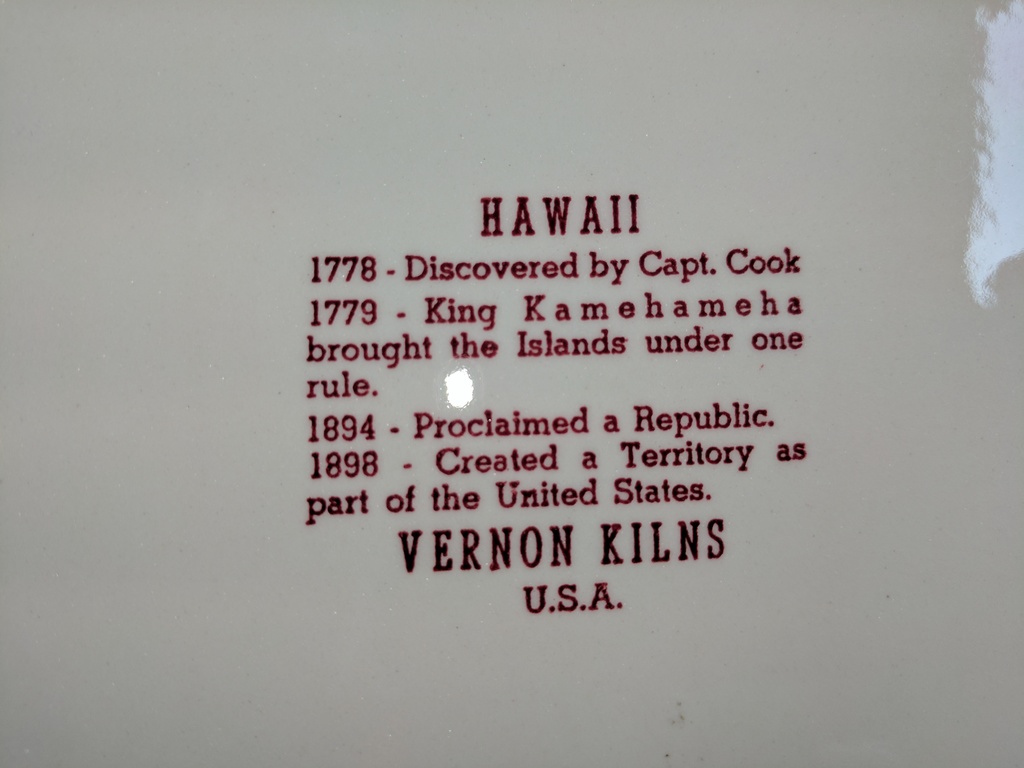 HAWAII
1778 - Discovered by Capt. Cook
1779 - King Kamehameha
brought the Islands under one
rule.
1894 - Proclaimed a Republic.
1898 - Created a Territory as
part of the United States.
VERNON KILNS
U.S.A.